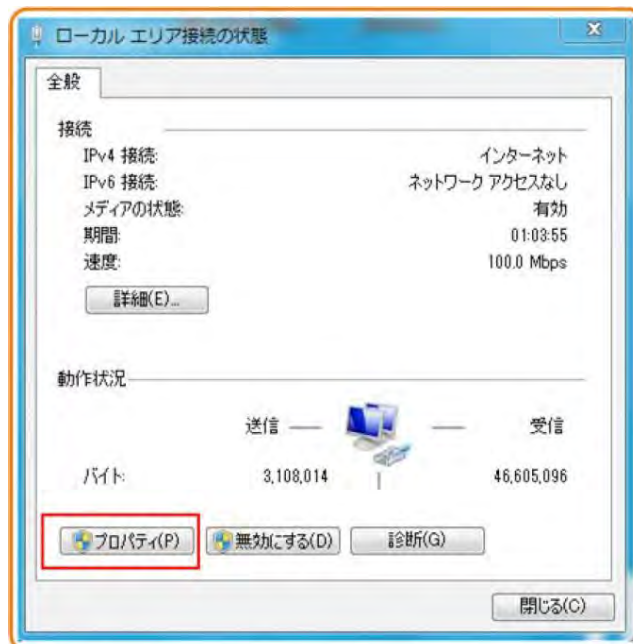 ローカル エリア接続の状態
全般
接続
IPv4 接続: インターネット
IPv6 接続: ネットワーク アクセスなし
メディアの状態: 有効
期間: 01:03:55
速度: 100.0 Mbps
詳細(E)...
動作状況
送信 受信
バイト: 3,108,014 46,605,096
プロパティ(P) 無効にする(D) 診断(G)
閉じる(C)